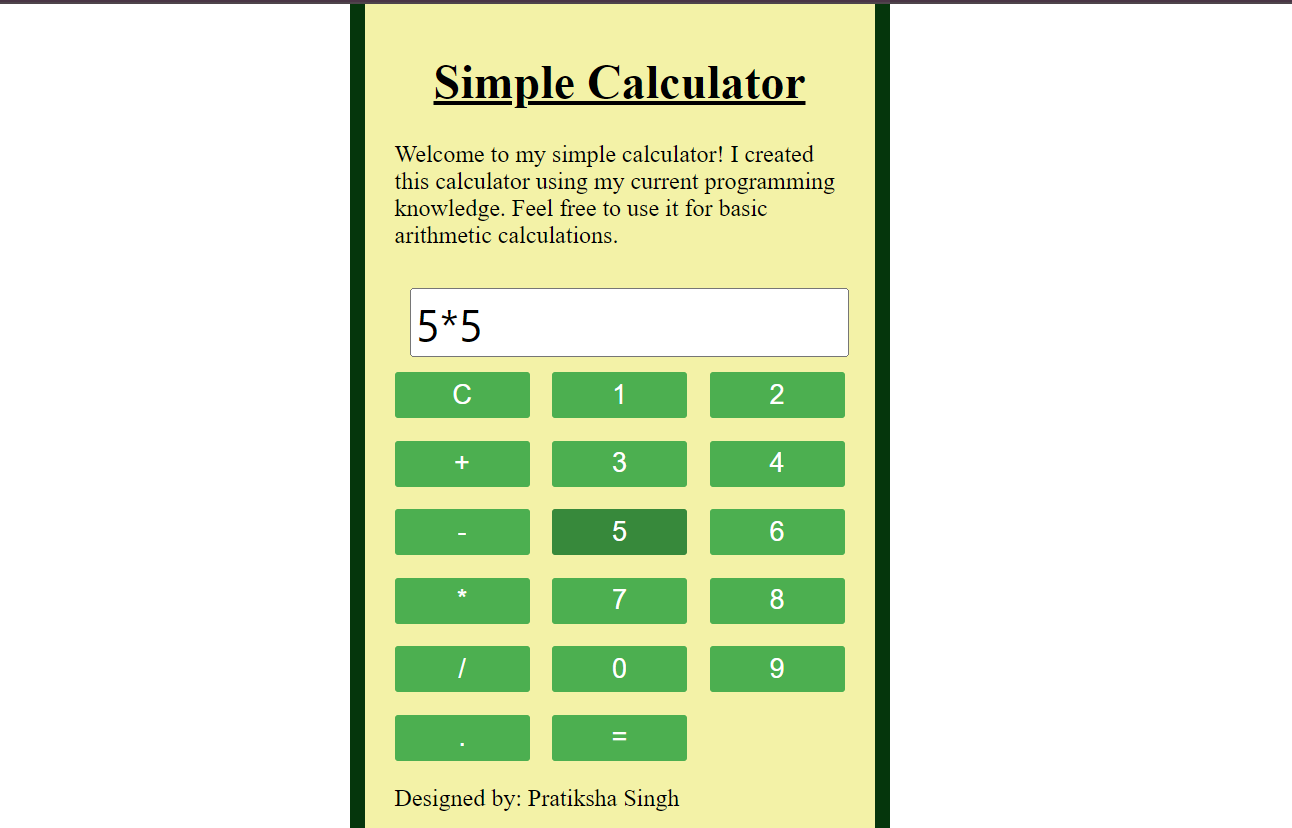 Simple Calculator
Welcome to my simple calculator! I created
this calculator using my current programming
knowledge. Feel free to use it for basic
arithmetic calculations.
5*5
C 1 2
+ 3 4
- 5 6
* 7 8
/ 0 9
. =
Designed by: Pratiksha Singh